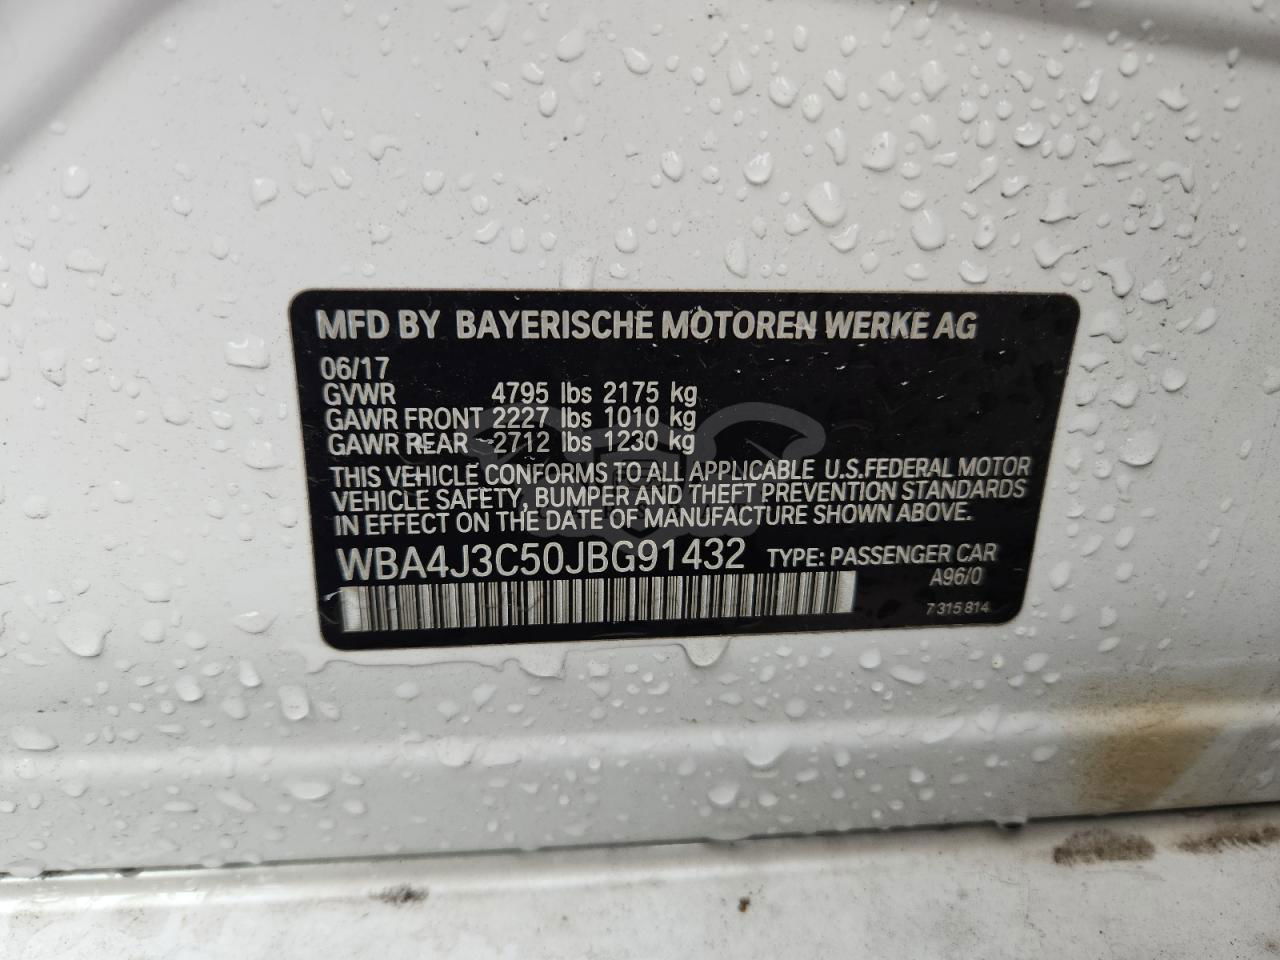 MFD BY BAYERISCHE MOTOREN WERKE AG
06/17
GVWR 4795 lbs 2175 kg
GAWR FRONT 2227 lbs 1010 kg
GAWR REAR 2712 lbs 1230 kg
THIS VEHICLE CONFORMS TO ALL APPLICABLE U.S.FEDERAL MOTOR
VEHICLE SAFETY, BUMPER AND THEFT PREVENTION STANDARDS
IN EFFECT ON THE DATE OF MANUFACTURE SHOWN ABOVE.
WBA4J3C50JBG91432 TYPE: PASSENGER CAR
A96/0
7 315 814